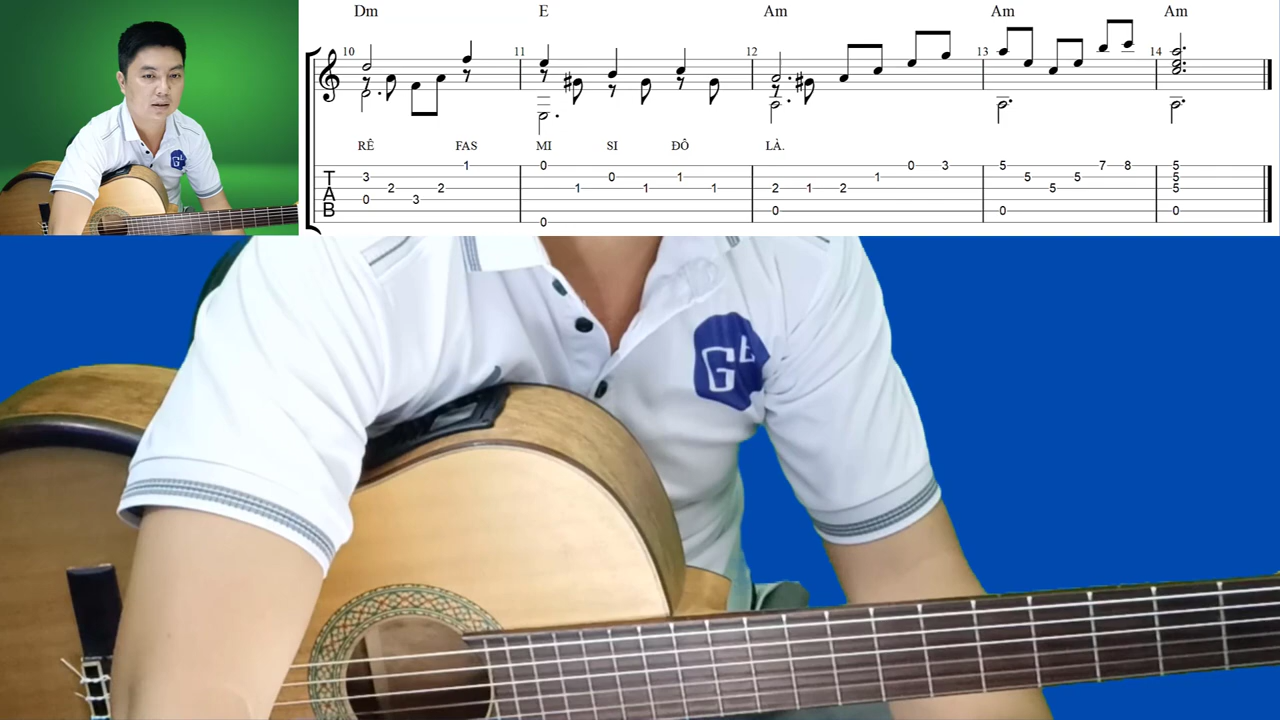 Dm E Am Am Am
10 11 12 13 14
RÊ FAS MI SI ĐÔ LÀ.
1 0 0 3 5 7 8 5
3 0 1 1 5 5 5
T 2 2 1 1 1 2 1 2 5 5
A 0 3
B 0 0 0
0
Gt
Gt